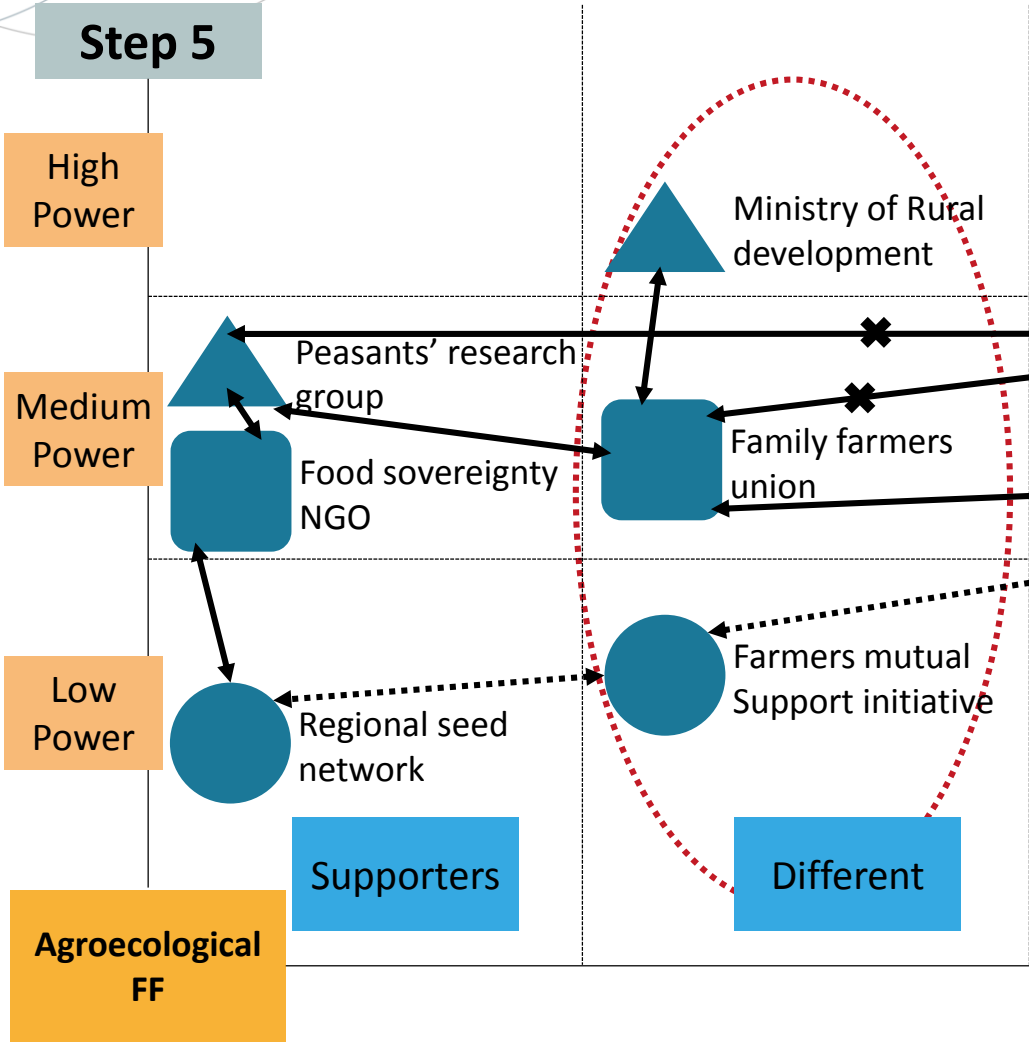 Step 5
High
Power
Ministry of Rural
development
Peasants’ research
group
Medium
Power
Food sovereignty
NGO
Family farmers
union
Low
Power
Regional seed
network
Farmers mutual
Support initiative
Supporters
Different
Agroecological
FF